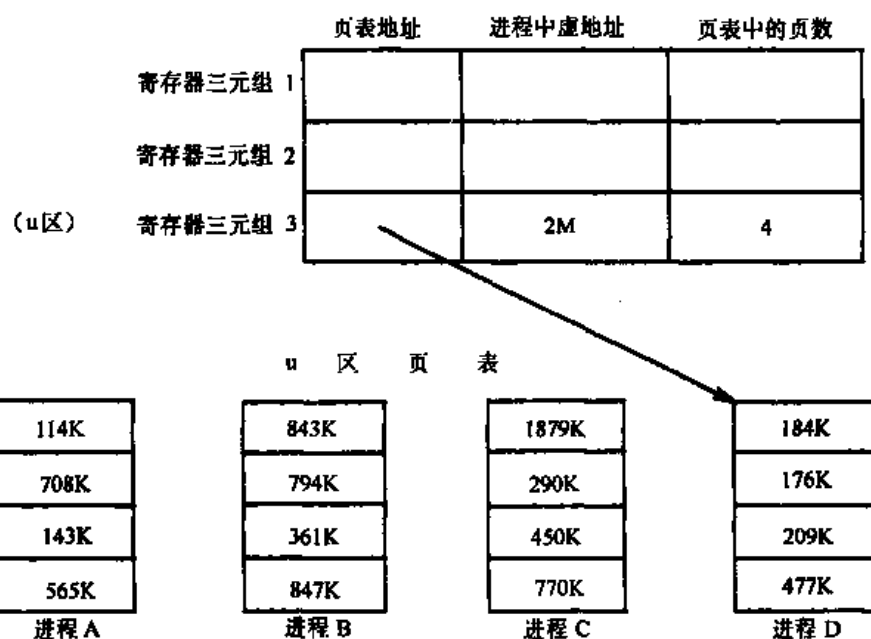 页表地址 进程中虚地址 页表中的页数
寄存器三元组 1
寄存器三元组 2
(u区) 寄存器三元组 3 2M 4
u 区 页 表
114K 843K 1879K 184K
708K 794K 290K 176K
143K 361K 450K 209K
565K 847K 770K 477K
进程 A 进程 B 进程 C 进程 D